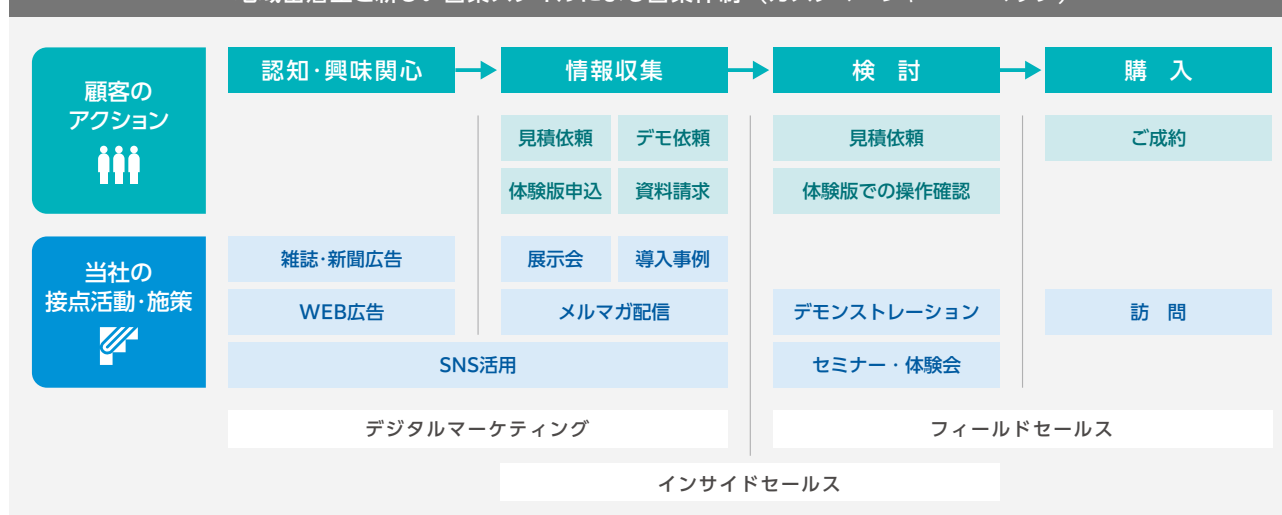 認知･興味関心
情報収集
検 討
購 入
顧客の
アクション
見積依頼
デモ依頼
見積依頼
ご成約
体験版申込
資料請求
体験版での操作確認
当社の
接点活動･施策
雑誌･新聞広告
展示会
導入事例
WEB広告
メルマガ配信
デモンストレーション
訪 問
SNS活用
セミナー・体験会
デジタルマーケティング
フィールドセールス
インサイドセールス